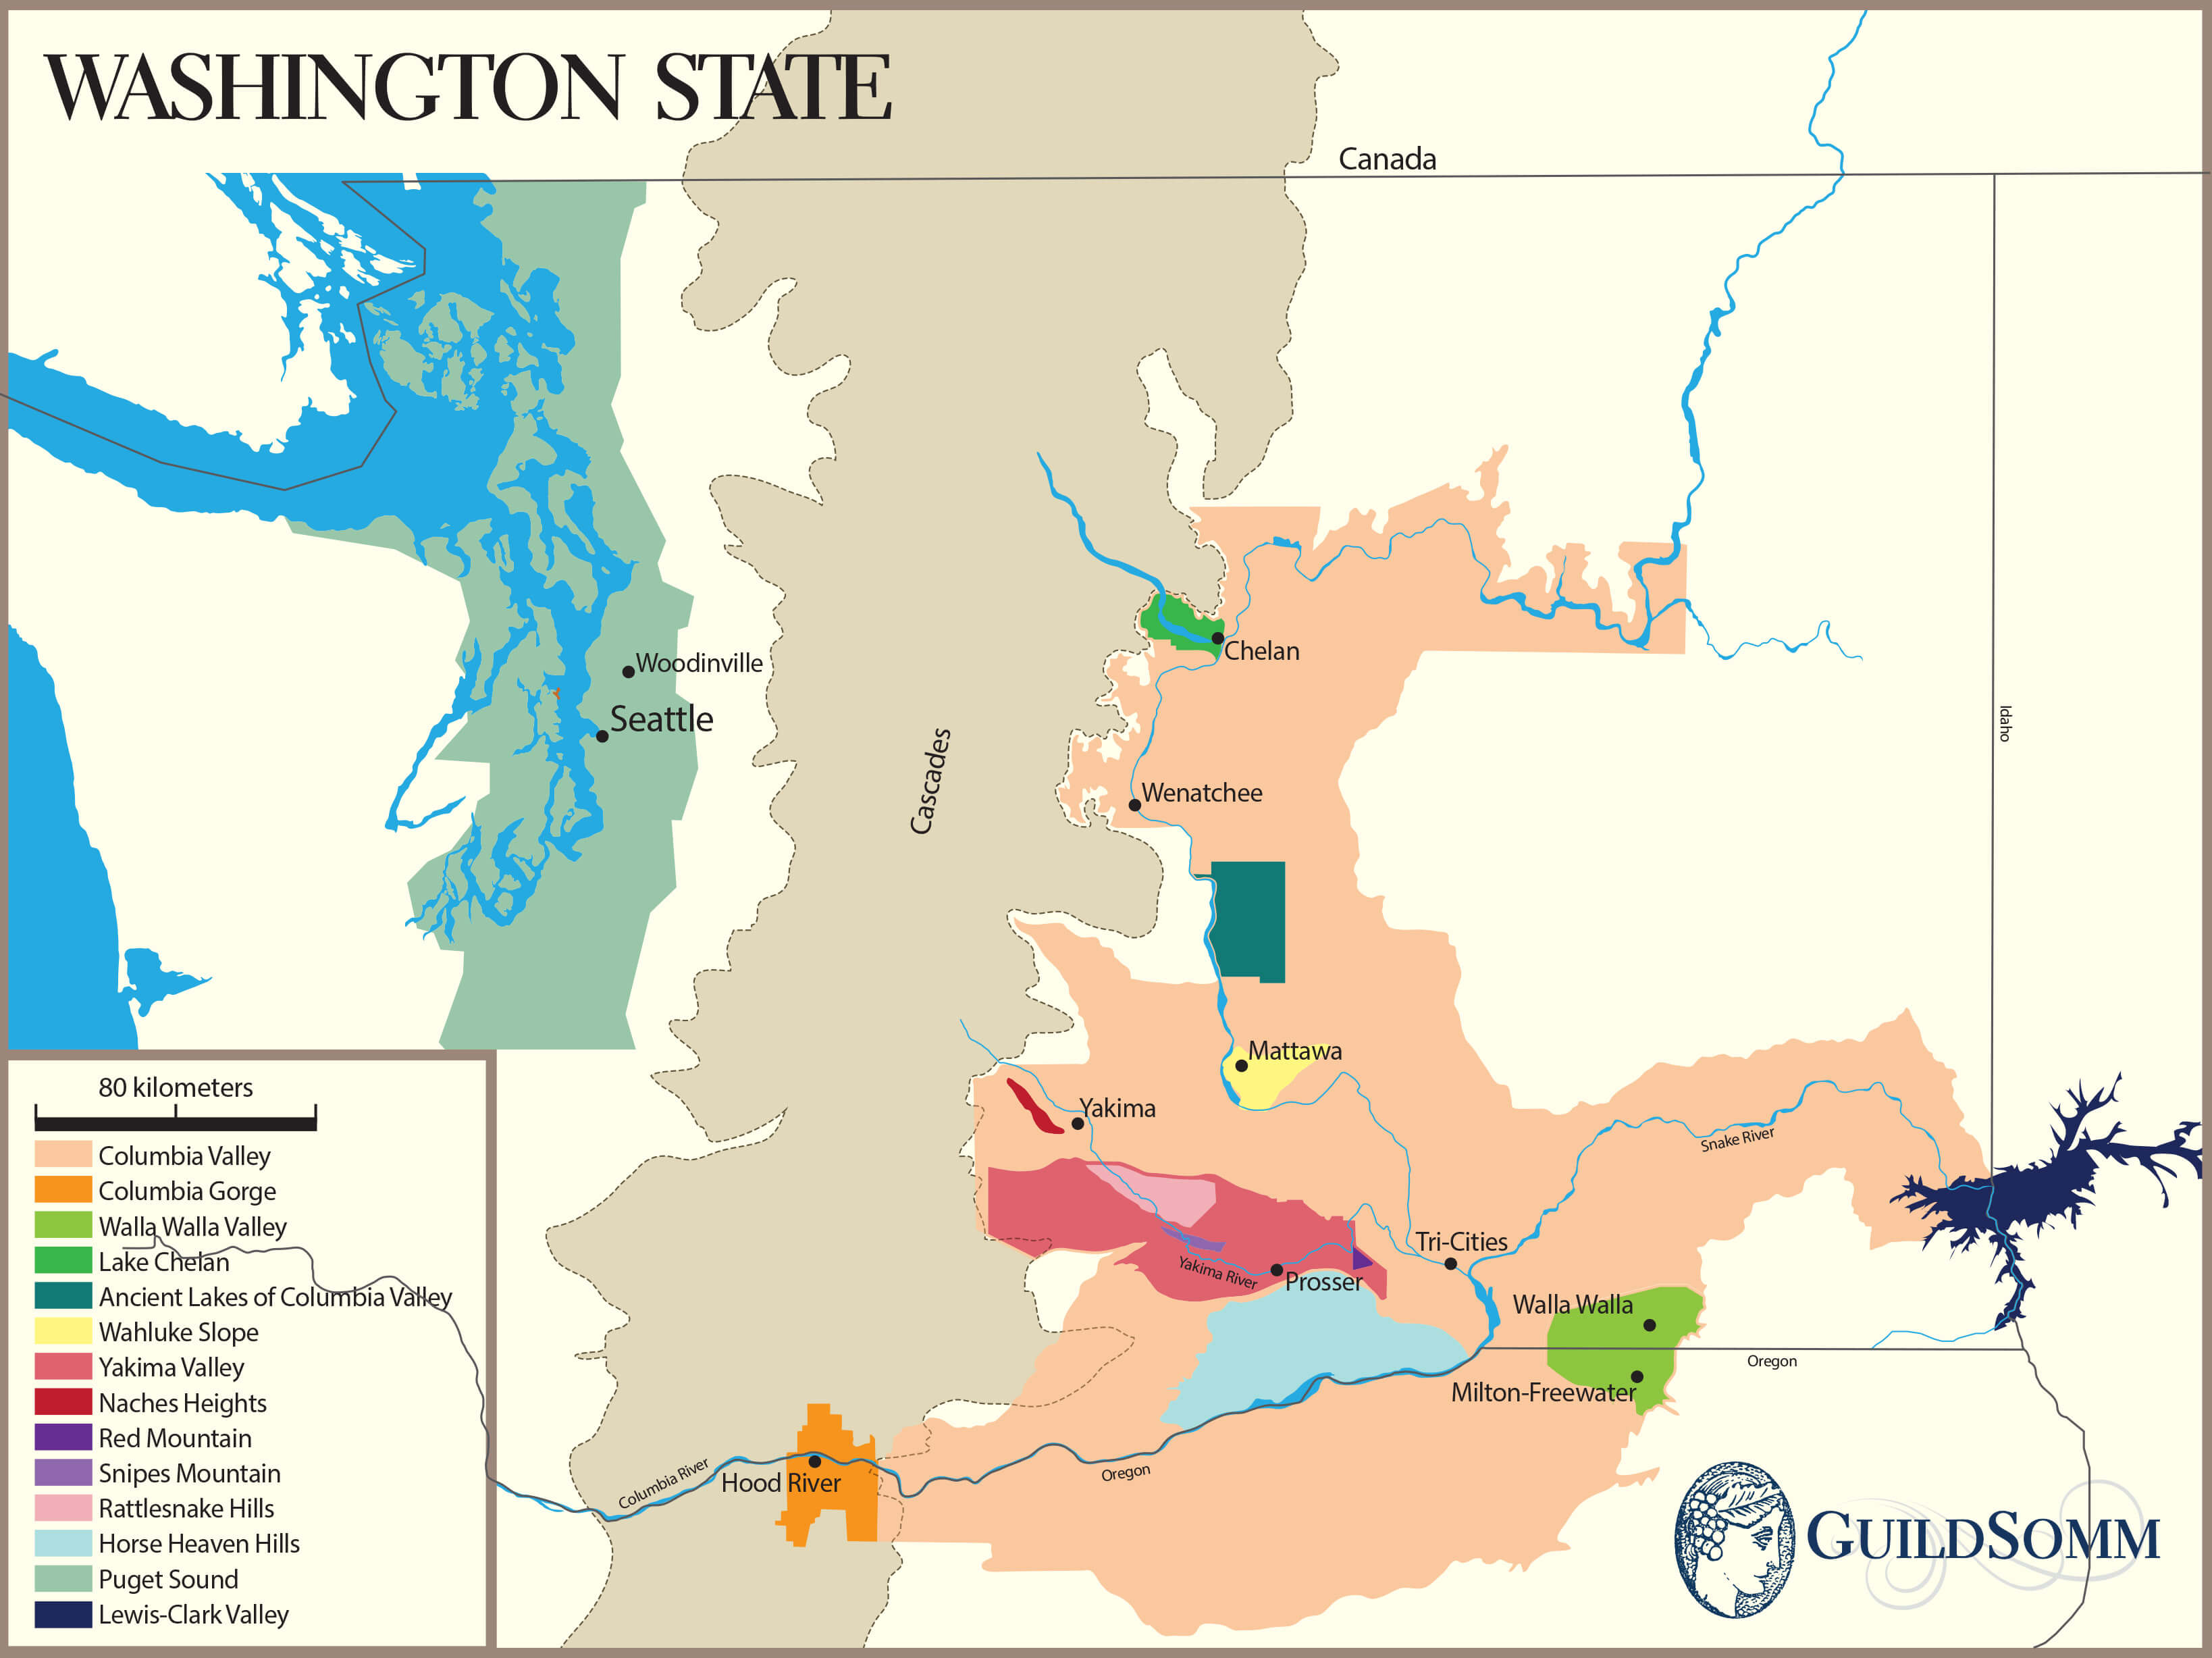 WASHINGTON STATE
Canada
Idaho
Woodinville
Seattle
Cascades
Chelan
Wenatchee
Mattawa
Yakima
Snake River
Tri-Cities
Yakima River
Prosser
Walla Walla
Oregon
Milton-Freewater
Columbia River
Hood River
Oregon
80 kilometers
Columbia Valley
Columbia Gorge
Walla Walla Valley
Lake Chelan
Ancient Lakes of Columbia Valley
Wahluke Slope
Yakima Valley
Naches Heights
Red Mountain
Snipes Mountain
Rattlesnake Hills
Horse Heaven Hills
Puget Sound
Lewis-Clark Valley
GUILDSOMM